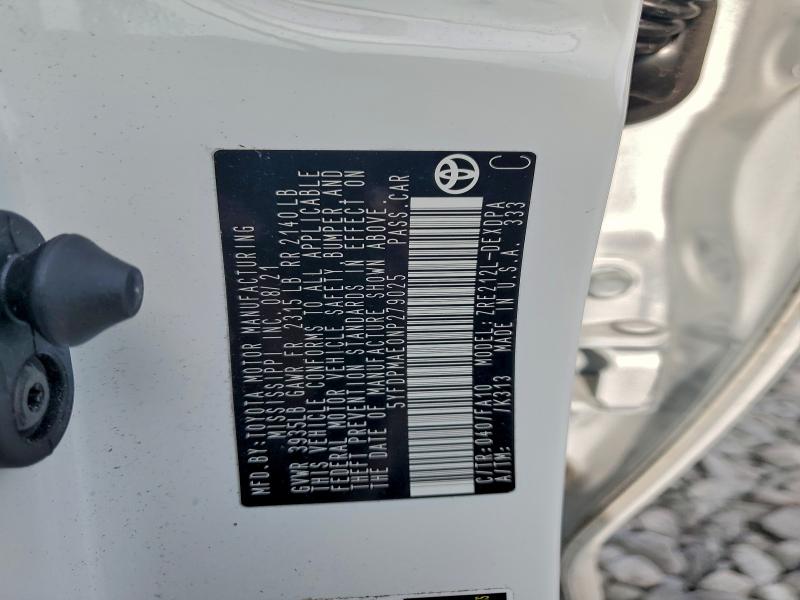 MFD.BY: TOYOTA MOTOR MANUFACTURING
MISSISSIPPI, INC. 08/21
GVWR 3935LB GAWR FR 2315 LB RR 2140LB
THIS VEHICLE CONFORMS TO ALL APPLICABLE
FEDERAL MOTOR VEHICLE SAFETY, BUMPER, AND
THEFT PREVENTION STANDARDS IN EFFECT ON
THE DATE OF MANUFACTURE SHOWN ABOVE.
5YFDPMAE0NP279025 PASS.CAR
C/TR: 040/FA10 MODEL: ZRE212L-DEXDPA
A/TM: /K313 MADE IN U.S.A. 333 C